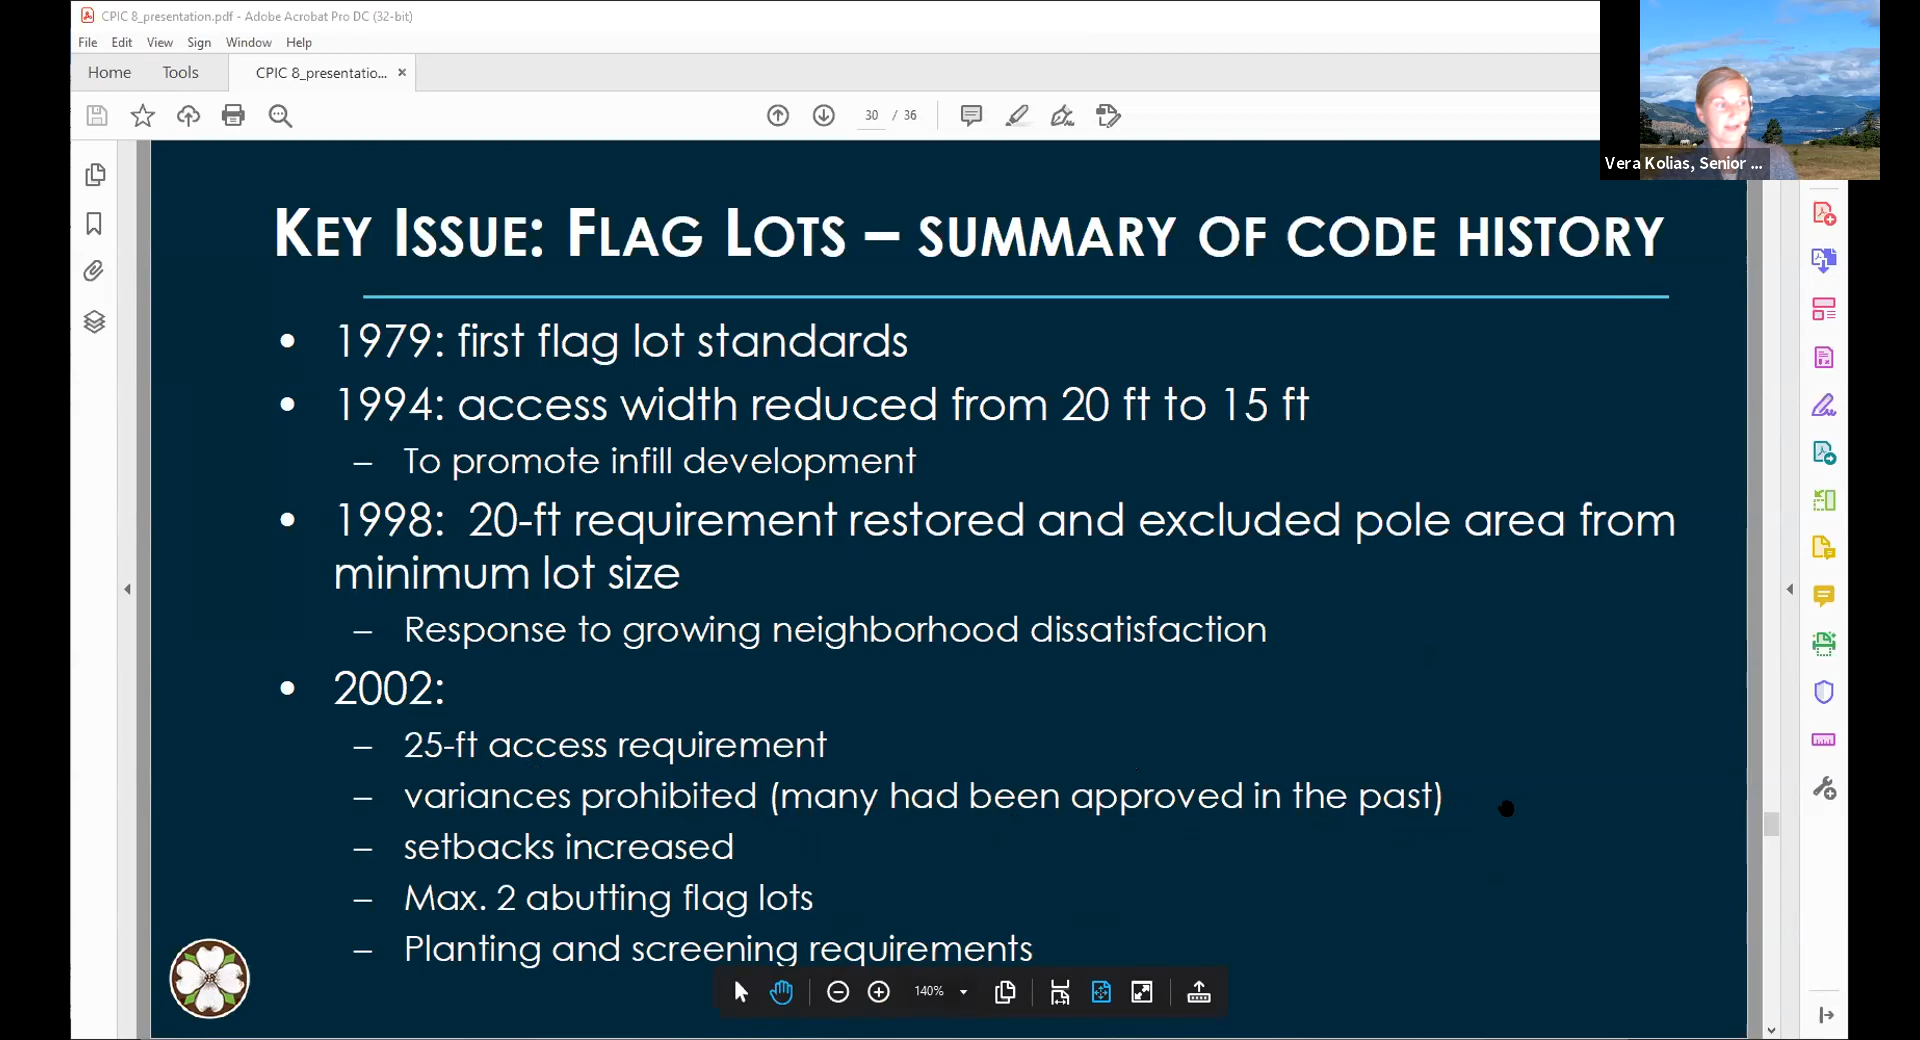 CPIC 8_presentation.pdf - Adobe Acrobat Pro DC (32-bit)
File Edit View Sign Window Help
Home Tools CPIC 8_presentatio... ×
30 / 36
Vera Kolias, Senior ...
KEY ISSUE: FLAG LOTS – SUMMARY OF CODE HISTORY
• 1979: first flag lot standards
• 1994: access width reduced from 20 ft to 15 ft
– To promote infill development
• 1998: 20-ft requirement restored and excluded pole area from
minimum lot size
– Response to growing neighborhood dissatisfaction
• 2002:
– 25-ft access requirement
– variances prohibited (many had been approved in the past)
– setbacks increased
– Max. 2 abutting flag lots
– Planting and screening requirements
140%